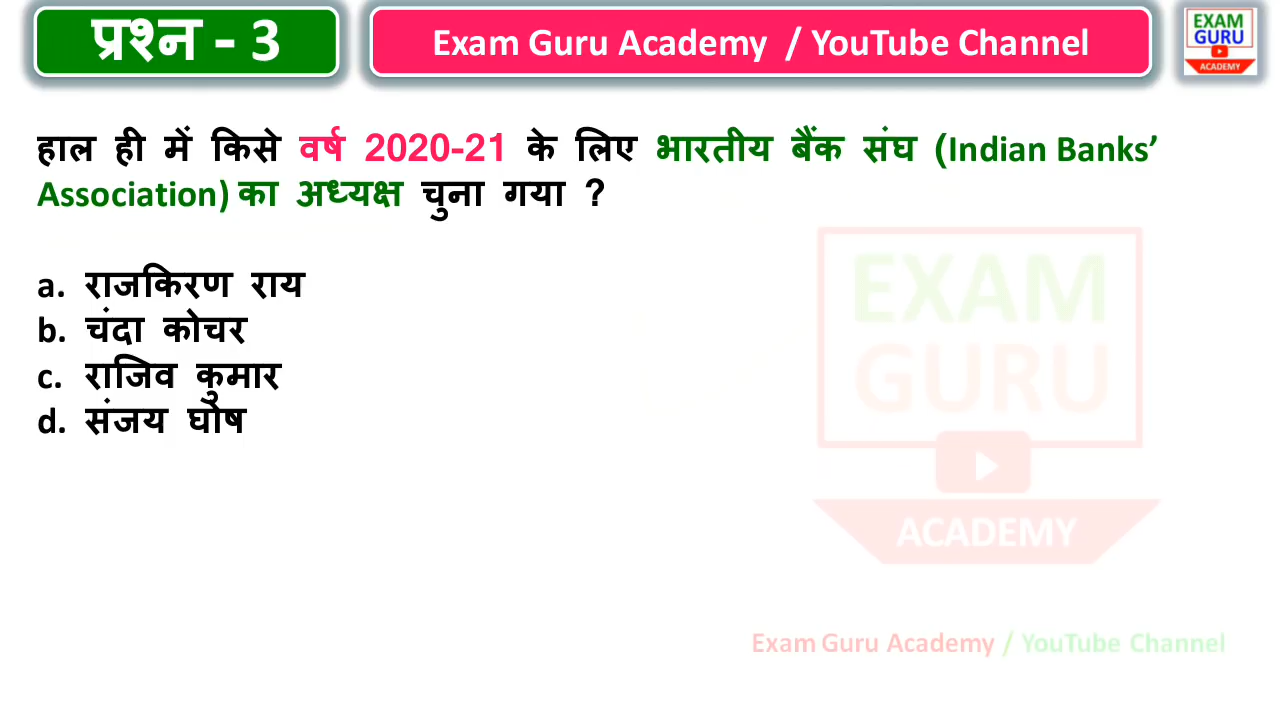 प्रश्न - 3
Exam Guru Academy / YouTube Channel
EXAM
GURU
ACADEMY
हाल ही में किसे वर्ष 2020-21 के लिए भारतीय बैंक संघ (Indian Banks’
Association) का अध्यक्ष चुना गया ?
a. राजकिरण राय
b. चंदा कोचर
c. राजिव कुमार
d. संजय घोष
EXAM
GURU
ACADEMY
Exam Guru Academy / YouTube Channel